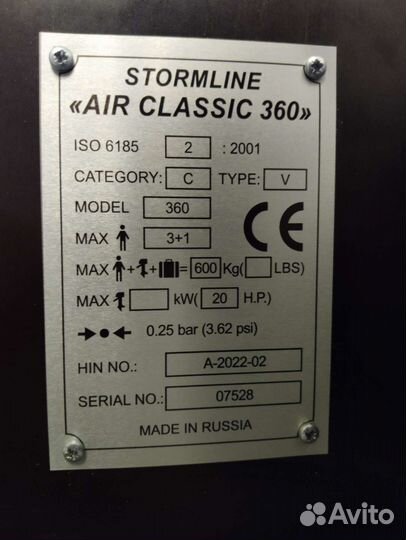 STORMLINE
«AIR CLASSIC 360»
ISO 6185 2 : 2001
CATEGORY: C TYPE: V
MODEL 360
MAX 3+1 CE
MAX + + = 600 Kg( LBS)
MAX kW( 20 H.P.)
0.25 bar (3.62 psi)
HIN NO.: A-2022-02
SERIAL NO.: 07528
MADE IN RUSSIA
Avito